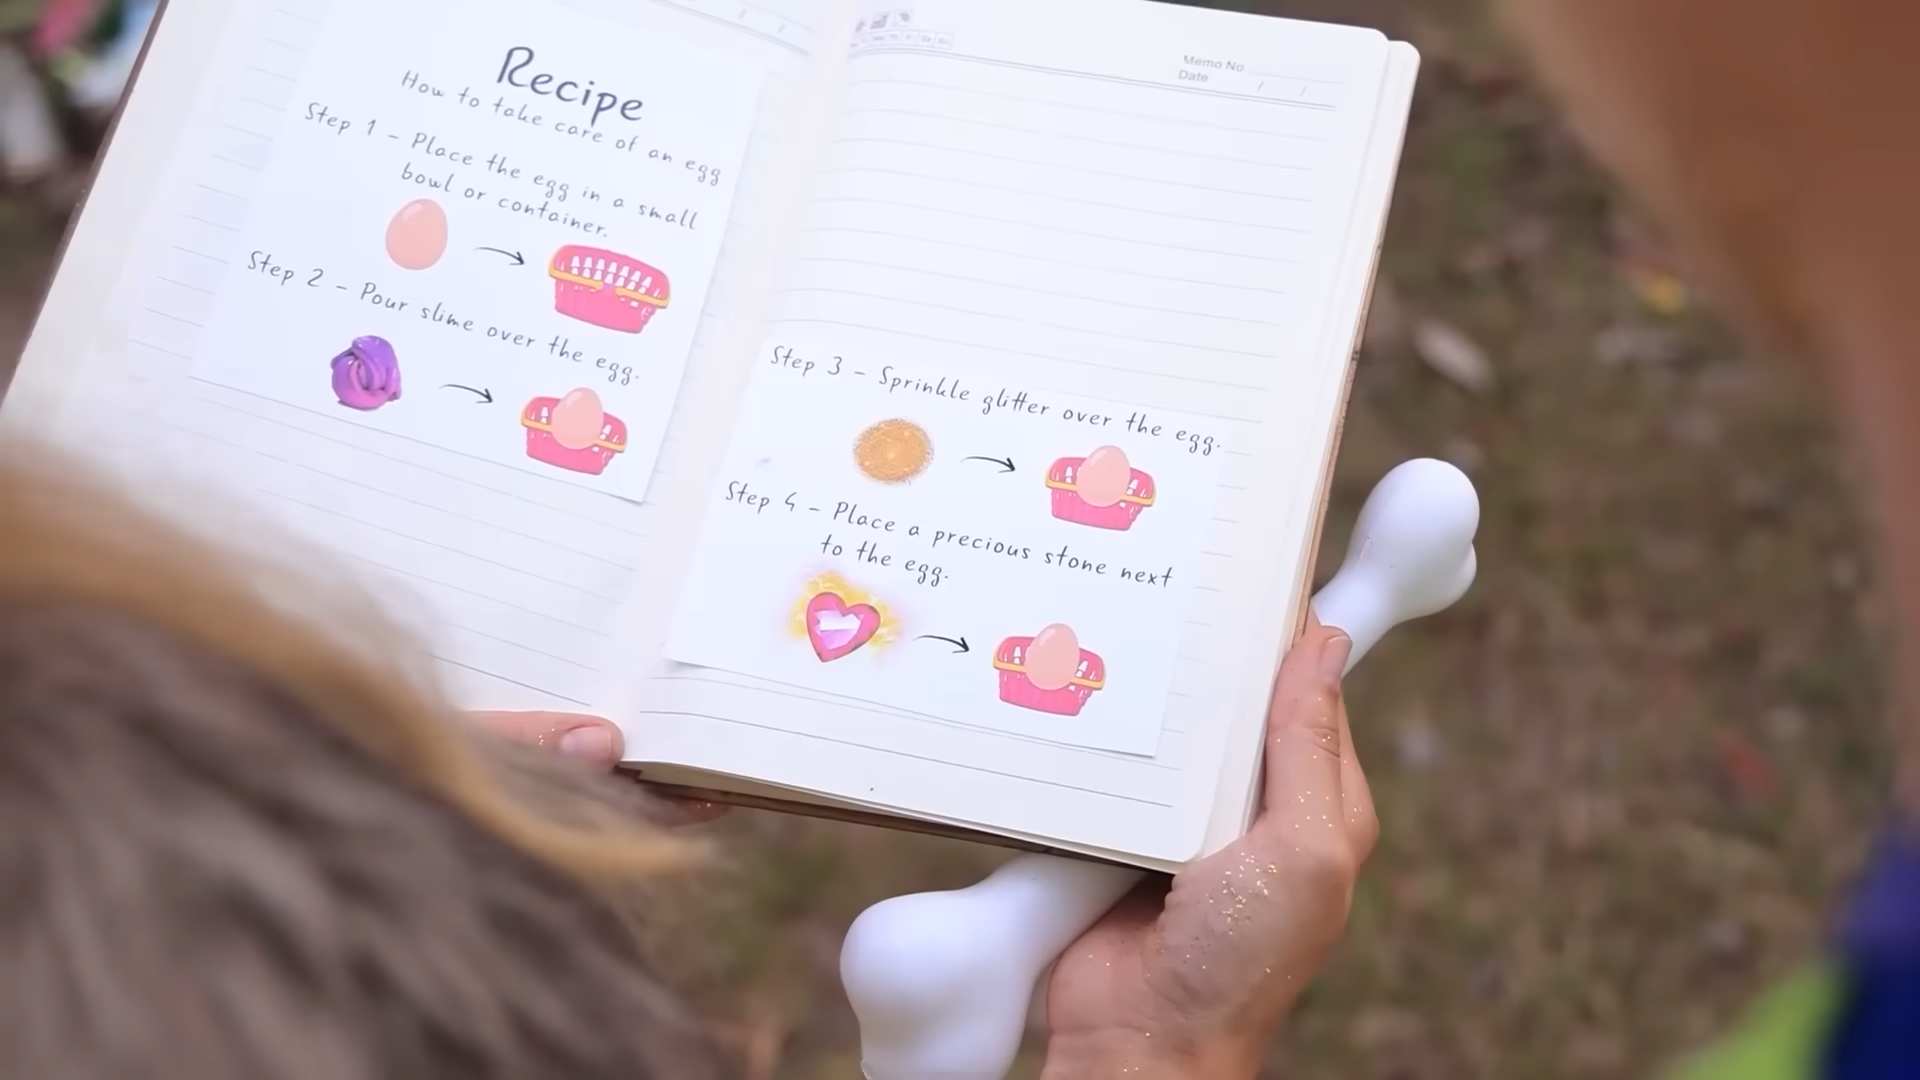 Recipe
How to take care of an egg
Step 1 - Place the egg in a small
bowl or container.
Step 2 - Pour slime over the egg.
Memo No.
Date / /
Step 3 - Sprinkle glitter over the egg.
Step 4 - Place a precious stone next
to the egg.